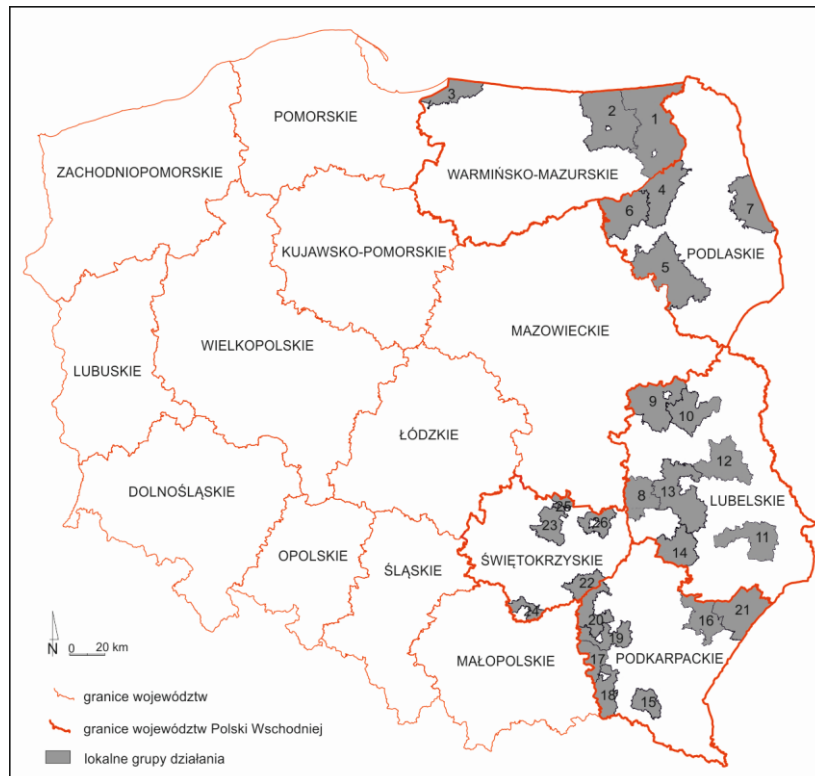 POMORSKIE
3
2
1
ZACHODNIOPOMORSKIE
WARMIŃSKO-MAZURSKIE
4
6
7
KUJAWSKO-POMORSKIE
PODLASKIE
5
MAZOWIECKIE
WIELKOPOLSKIE
LUBUSKIE
9
10
ŁÓDZKIE
12
DOLNOŚLĄSKIE
8
13
LUBELSKIE
25
23
26
11
OPOLSKIE
ŚWIĘTOKRZYSKIE
14
ŚLĄSKIE
22
24
16
21
20
19
N
0 20 km
MAŁOPOLSKIE
17
PODKARPACKIE
18
15
granice województw
granice województw Polski Wschodniej
lokalne grupy działania